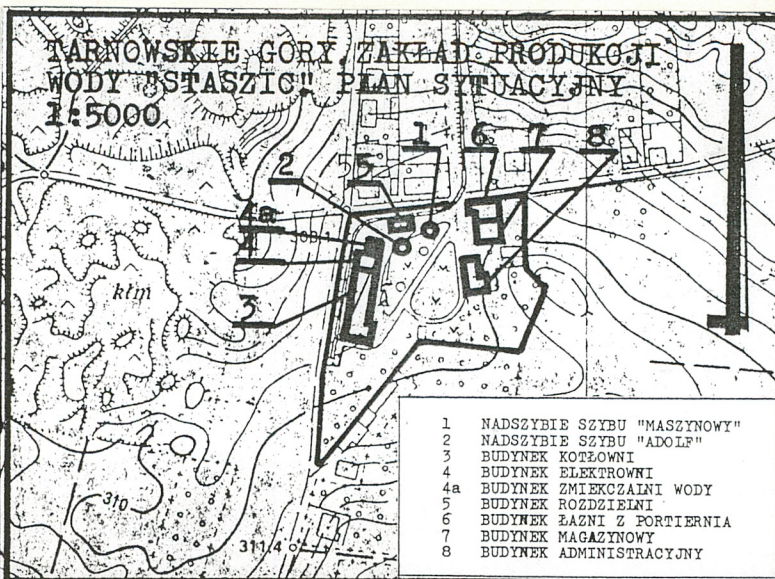 TARNOWSKIE GÓRY ZAKŁAD PRODUKCJI
WODY "STASZIC" PLAN SYTUACYJNY
1:5000
1
6
7
8
2
5
4a
4
3
kłm
310
311.4
1 NADSZYBIE SZYBU "MASZYNOWY"
2 NADSZYBIE SZYBU "ADOLF"
3 BUDYNEK KOTŁOWNI
4 BUDYNEK ELEKTROWNI
4a BUDYNEK ZMIEKCZALNI WODY
5 BUDYNEK ROZDZIELNI
6 BUDYNEK ŁAZNI Z PORTIERNIA
7 BUDYNEK MAGAZYNOWY
8 BUDYNEK ADMINISTRACYJNY